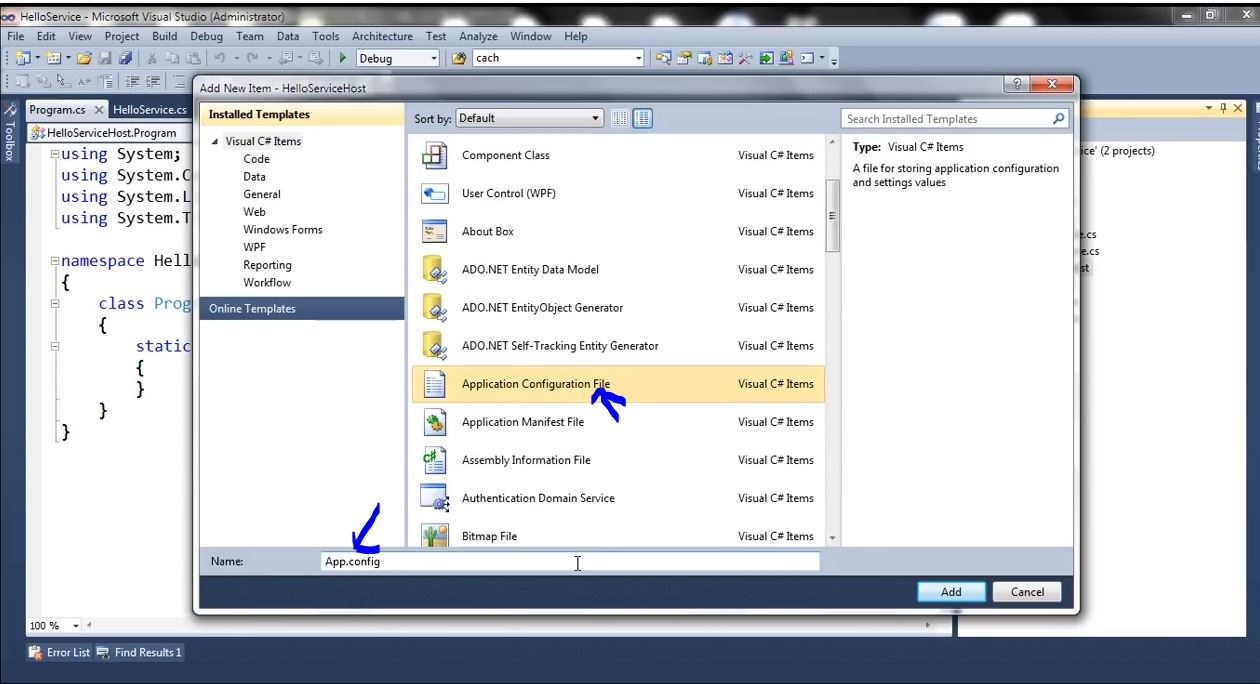 HelloService - Microsoft Visual Studio (Administrator)
File Edit View Project Build Debug Team Data Tools Architecture Test Analyze Window Help
Debug cach
Add New Item - HelloServiceHost
Program.cs HelloService.cs
Toolbox
HelloServiceHost.Program
using System;
using System.C
using System.L
using System.T
namespace Hell
{
class Prog
{
static
{
}
}
}
100 %
Installed Templates
Visual C# Items
Code
Data
General
Web
Windows Forms
WPF
Reporting
Workflow
Online Templates
Sort by: Default
Component Class Visual C# Items
User Control (WPF) Visual C# Items
About Box Visual C# Items
ADO.NET Entity Data Model Visual C# Items
ADO.NET EntityObject Generator Visual C# Items
ADO.NET Self-Tracking Entity Generator Visual C# Items
Application Configuration File Visual C# Items
Application Manifest File Visual C# Items
Assembly Information File Visual C# Items
Authentication Domain Service Visual C# Items
Bitmap File Visual C# Items
Search Installed Templates
Type: Visual C# Items
A file for storing application configuration
and settings values
ice' (2 projects)
e.cs
e.cs
st
Name: App.config
Add Cancel
Error List Find Results 1